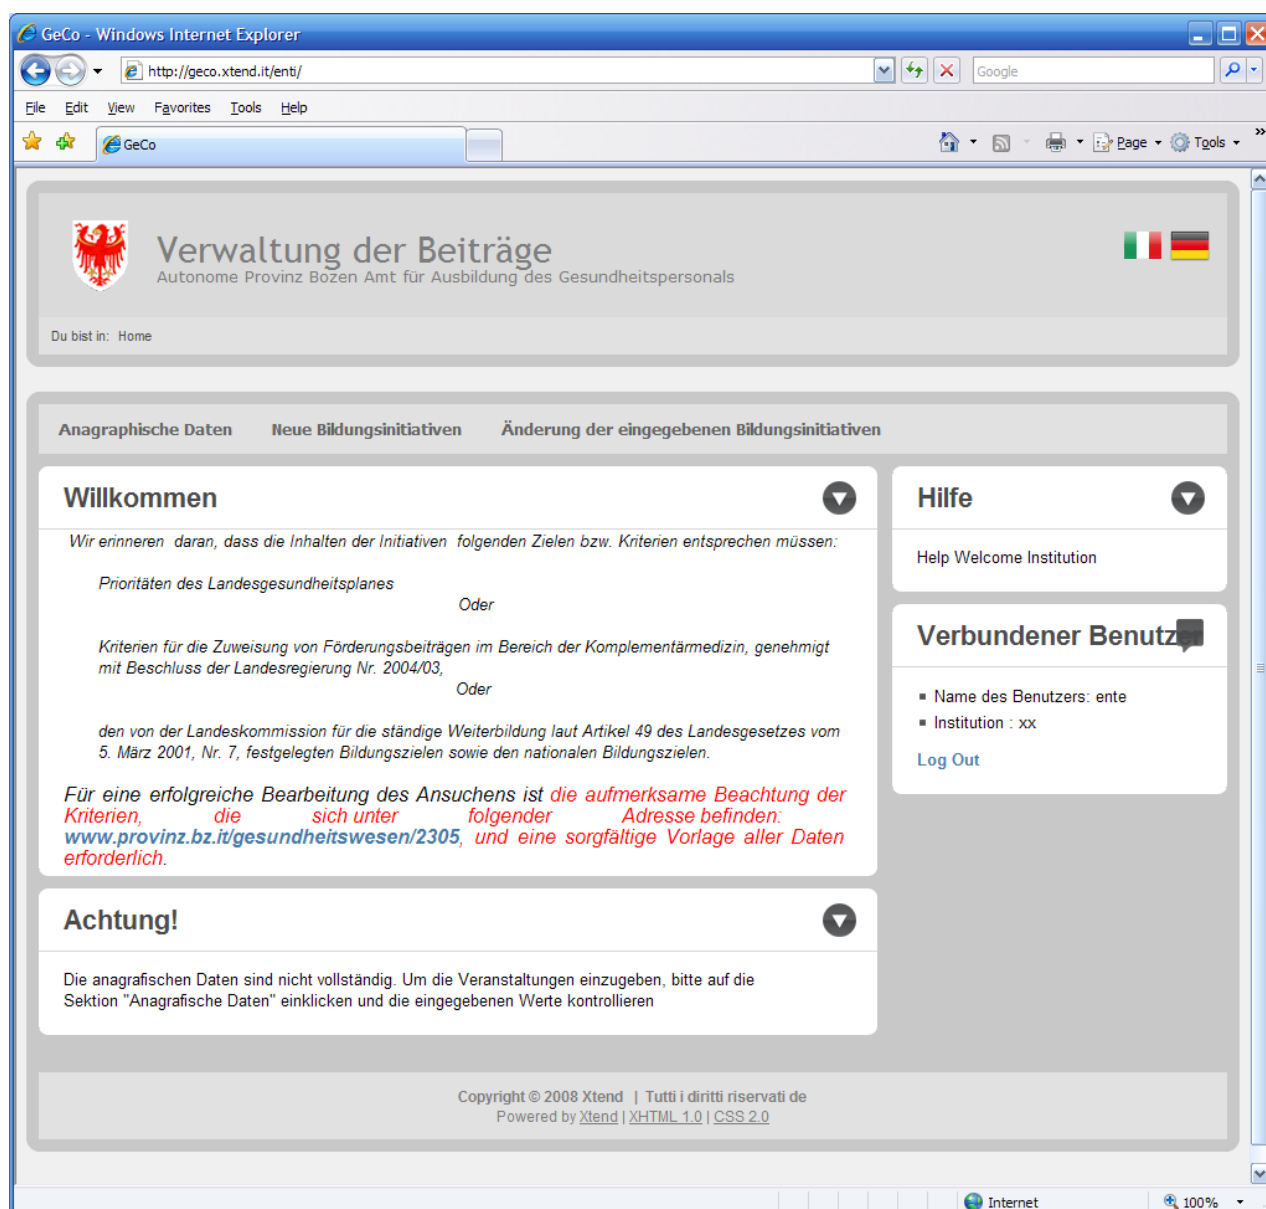 GeCo - Windows Internet Explorer
http://geco.xtend.it/enti/
Google
File Edit View Favorites Tools Help
GeCo
Page Tools »
Verwaltung der Beiträge
Autonome Provinz Bozen Amt für Ausbildung des Gesundheitspersonals
Du bist in: Home
Anagraphische Daten Neue Bildungsinitiativen Änderung der eingegebenen Bildungsinitiativen
Willkommen
Wir erinneren daran, dass die Inhalten der Initiativen folgenden Zielen bzw. Kriterien entsprechen müssen:
Prioritäten des Landesgesundheitsplanes
Oder
Kriterien für die Zuweisung von Förderungsbeiträgen im Bereich der Komplementärmedizin, genehmigt
mit Beschluss der Landesregierung Nr. 2004/03,
Oder
den von der Landeskommission für die ständige Weiterbildung laut Artikel 49 des Landesgesetzes vom
5. März 2001, Nr. 7, festgelegten Bildungszielen sowie den nationalen Bildungszielen.
Für eine erfolgreiche Bearbeitung des Ansuchens ist die aufmerksame Beachtung der
Kriterien, die sich unter folgender Adresse befinden:
www.provinz.bz.it/gesundheitswesen/2305, und eine sorgfältige Vorlage aller Daten
erforderlich.
Hilfe
Help Welcome Institution
Verbundener Benutzer
Name des Benutzers: ente
Institution : xx
Log Out
Achtung!
Die anagrafischen Daten sind nicht vollständig. Um die Veranstaltungen einzugeben, bitte auf die
Sektion "Anagrafische Daten" einklicken und die eingegebenen Werte kontrollieren
Copyright © 2008 Xtend | Tutti i diritti riservati de
Powered by Xtend | XHTML 1.0 | CSS 2.0
Internet 100%